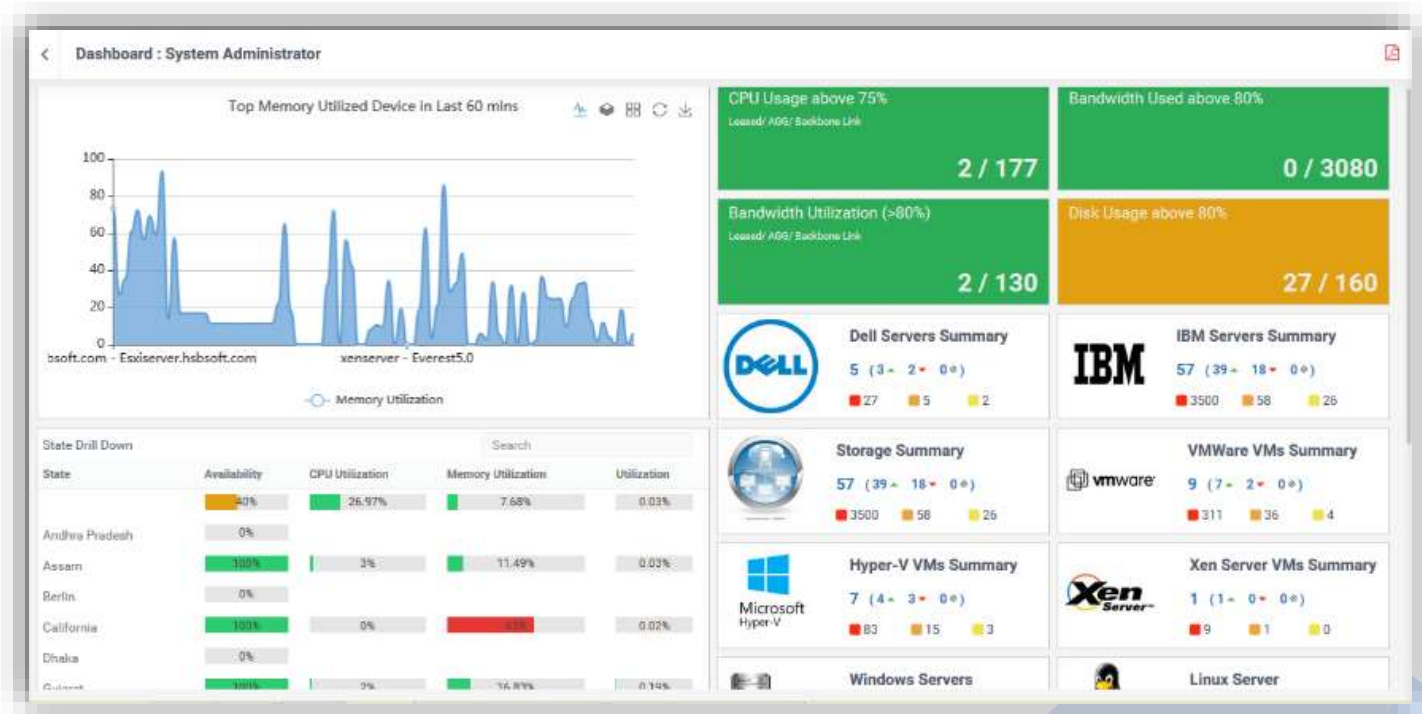 Dashboard : System Administrator
Top Memory Utilized Device in Last 60 mins
100
80
60
40
20
0
bsoft.com - Esxiserver.hsbsoft.com
xenserver - Everest5.0
Memory Utilization
CPU Usage above 75%
Leased/ AGG/ Backbone Link
2 / 177
Bandwidth Used above 80%
0 / 3080
Bandwidth Utilization (>80%)
Leased/ AGG/ Backbone Link
2 / 130
Disk Usage above 80%
27 / 160
DELL
Dell Servers Summary
5 (3 2 0)
27 5 2
IBM
IBM Servers Summary
57 (39 18 0)
3500 58 26
Storage Summary
57 (39 18 0)
3500 58 26
vmware
VMWare VMs Summary
9 (7 2 0)
311 36 4
Microsoft
Hyper-V
Hyper-V VMs Summary
7 (4 3 0)
83 15 3
Xen
Server
Xen Server VMs Summary
1 (1 0 0)
9 1 0
Windows Servers
Linux Server
State Drill Down
Search
State Availability CPU Utilization Memory Utilization Utilization
40% 26.97% 7.68% 0.03%
Andhra Pradesh 0%
Assam 100% 3% 11.49% 0.03%
Berlin 0%
California 100% 0% 0.02%
Dhaka 0%
Gujarat 100% 2% 16.83% 0.19%